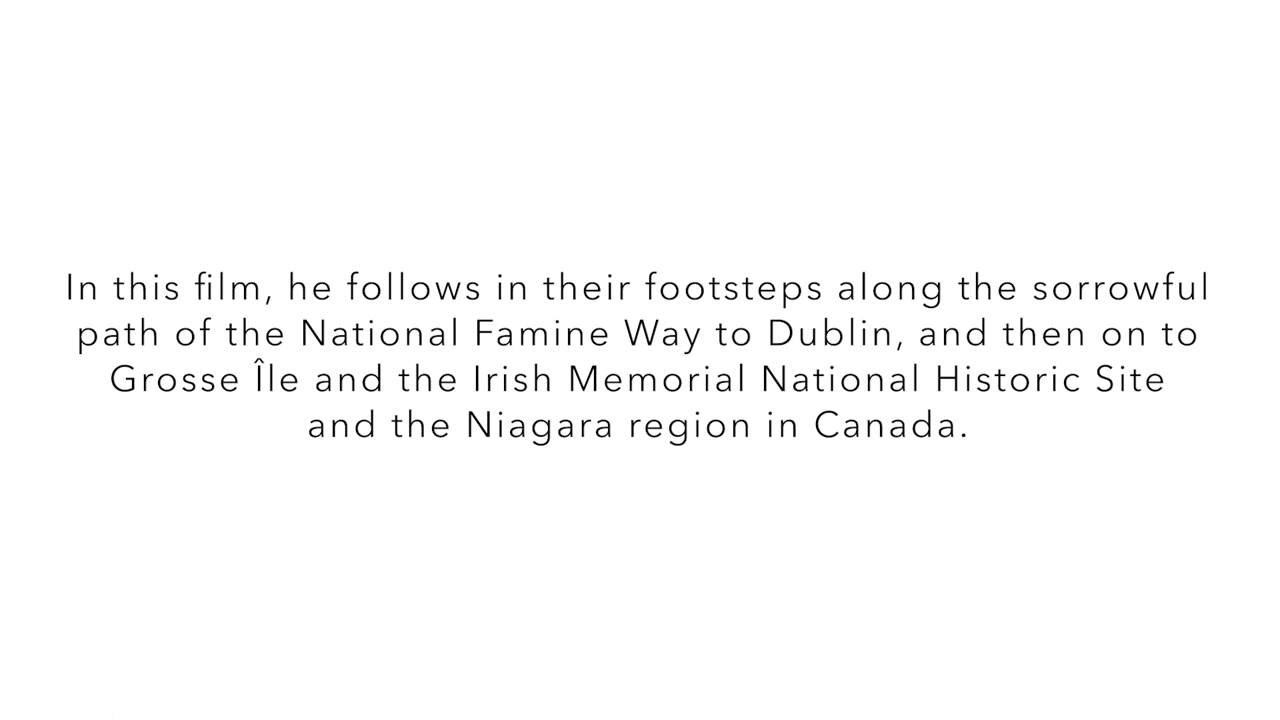 In this film, he follows in their footsteps along the sorrowful
path of the National Famine Way to Dublin, and then on to
Grosse Île and the Irish Memorial National Historic Site
and the Niagara region in Canada.